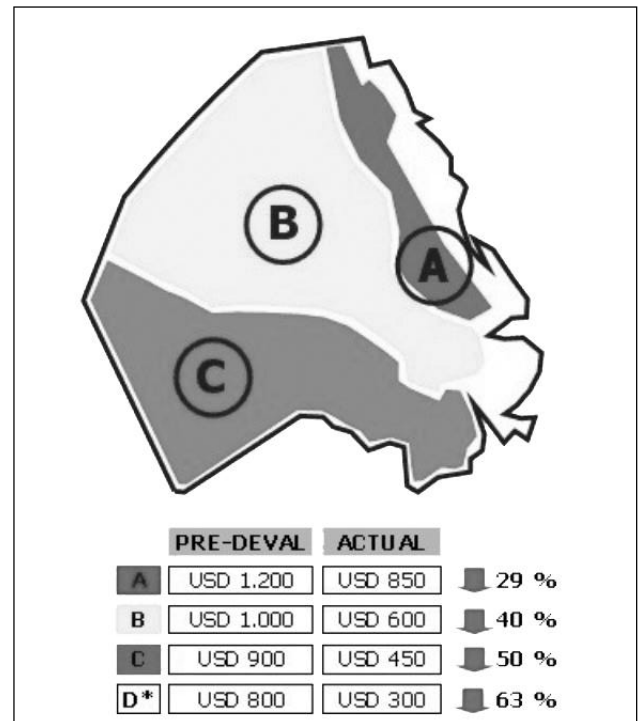 B
A
C
PRE-DEVAL ACTUAL
A USD 1.200 USD 850 29 %
B USD 1.000 USD 600 40 %
C USD 900 USD 450 50 %
D* USD 800 USD 300 63 %